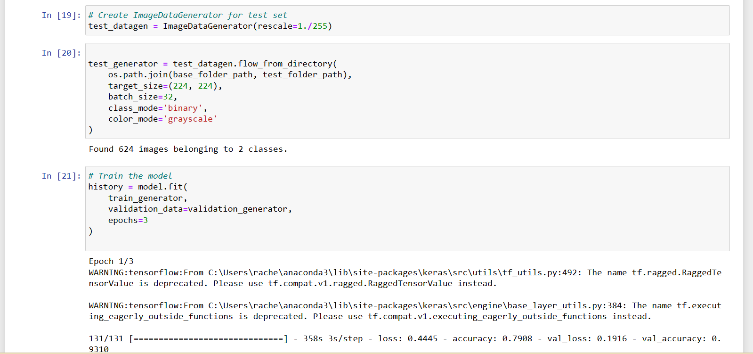 In [19]: # Create ImageDataGenerator for test set
test_datagen = ImageDataGenerator(rescale=1./255)
In [20]:
test_generator = test_datagen.flow_from_directory(
os.path.join(base_folder_path, test_folder_path),
target_size=(224, 224),
batch_size=32,
class_mode='binary',
color_mode='grayscale'
)
Found 624 images belonging to 2 classes.
In [21]: # Train the model
history = model.fit(
train_generator,
validation_data=validation_generator,
epochs=3
)
Epoch 1/3
WARNING:tensorflow:From C:\Users\rache\anaconda3\lib\site-packages\keras\src\utils\tf_utils.py:492: The name tf.ragged.RaggedTe
nsorValue is deprecated. Please use tf.compat.v1.ragged.RaggedTensorValue instead.
WARNING:tensorflow:From C:\Users\rache\anaconda3\lib\site-packages\keras\src\engine\base_layer_utils.py:384: The name tf.execut
ing_eagerly_outside_functions is deprecated. Please use tf.compat.v1.executing_eagerly_outside_functions instead.
131/131 [==============================] - 358s 3s/step - loss: 0.4445 - accuracy: 0.7908 - val_loss: 0.1916 - val_accuracy: 0.
9310